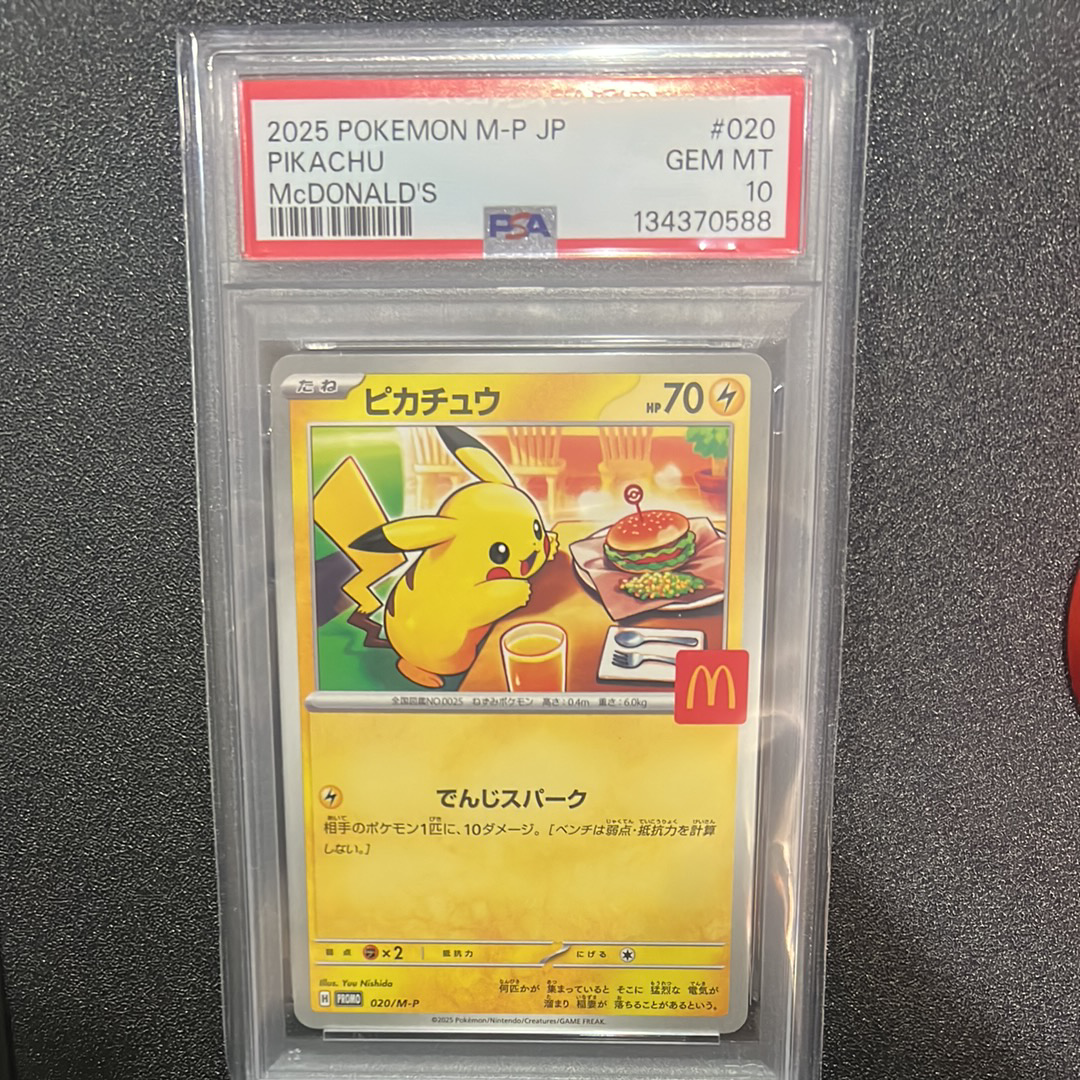 2025 POKEMON M-P JP #020
PIKACHU GEM MT
McDONALD'S 10
PSA 134370588
たね ピカチュウ HP70
全国図鑑NO.0025 ねずみポケモン 高さ:0.4m 重さ:6.0kg
M
でんじスパーク
相手のポケモン1匹に、10ダメージ。[ベンチは弱点・抵抗力を計算
しない。]
弱点 ×2 抵抗力 にげる
Illus. Yuu Nishida
何匹かが 集まっていると そこに 猛烈な 電気が
溜まり 稲妻が 落ちることがあるという。
H PROMO 020/M-P
©2025 Pokémon/Nintendo/Creatures/GAME FREAK.